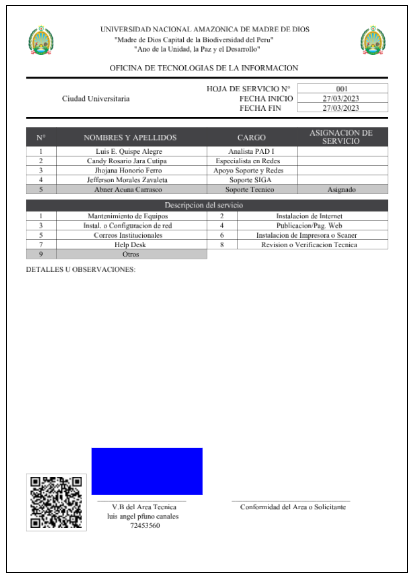 UNIVERSIDAD NACIONAL AMAZONICA DE MADRE DE DIOS
"Madre de Dios Capital de la Biodiversidad del Peru"
"Ano de la Unidad, la Paz y el Desarrollo"
OFICINA DE TECNOLOGIAS DE LA INFORMACION
HOJA DE SERVICIO N° 001
Ciudad Universitaria FECHA INICIO 27/03/2023
FECHA FIN 27/03/2023
N° NOMBRES Y APELLIDOS CARGO ASIGNACION DE SERVICIO
1 Luis E. Quispe Alegre Analista PAD I
2 Candy Rosario Jara Cutipa Especialista en Redes
3 Jhojana Honorio Ferro Apoyo Soporte y Redes
4 Jefferson Morales Zavaleta Soporte SIGA
5 Abner Acuna Carrasco Soporte Tecnico Asignado
Descripcion del servicio
1 Mantenimiento de Equipos 2 Instalacion de Internet
3 Instal. o Configuracion de red 4 Publicacion/Pag. Web
5 Correos Institucionales 6 Instalacion de Impresora o Scaner
7 Help Desk 8 Revision o Verificacion Tecnica
9 Otros
DETALLES U OBSERVACIONES:
V.B del Area Tecnica Conformidad del Area o Solicitante
luis angel pfuno canales
72453560